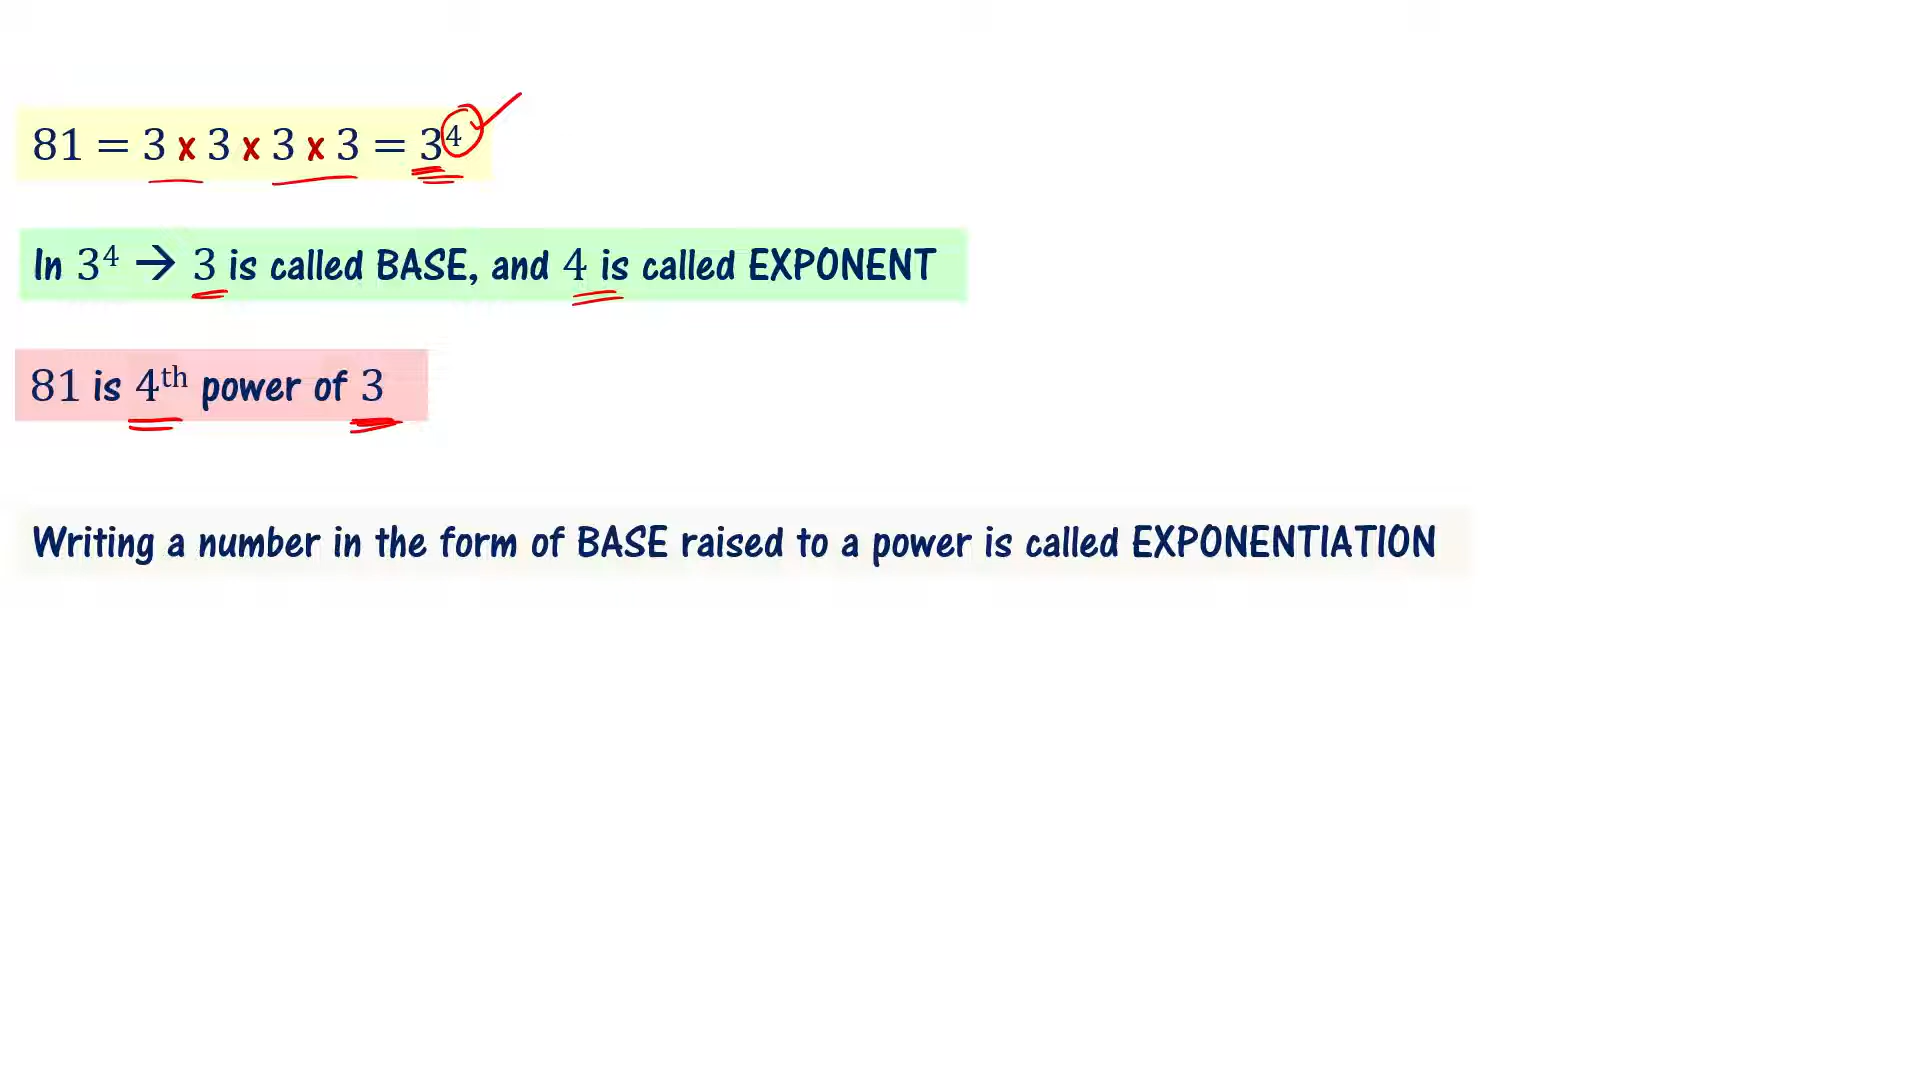 81 = 3 x 3 x 3 x 3 = 3⁴
In 3⁴ → 3 is called BASE, and 4 is called EXPONENT
81 is 4ᵗʰ power of 3
Writing a number in the form of BASE raised to a power is called EXPONENTIATION